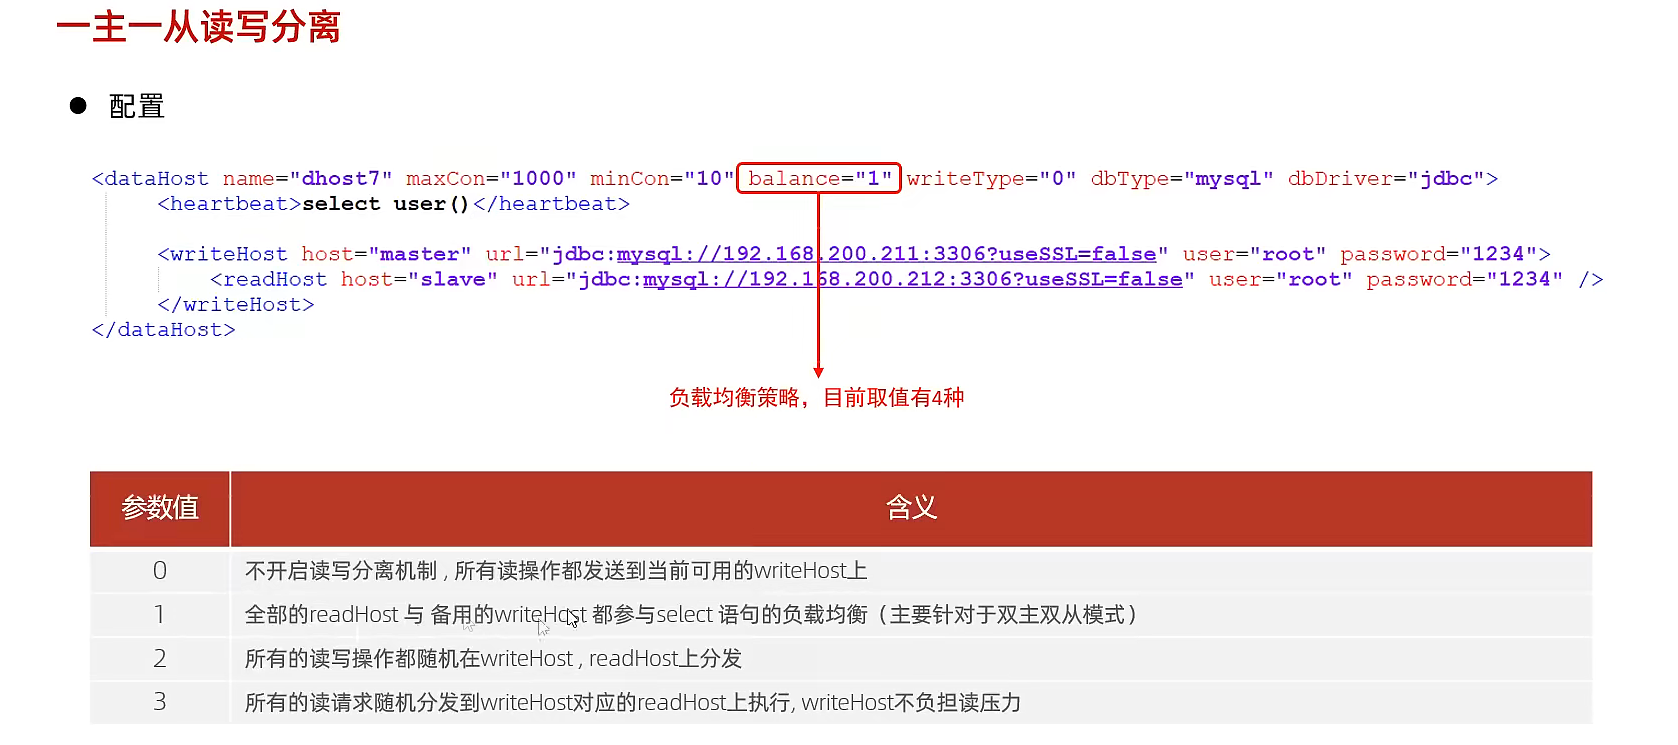 一主一从读写分离
● 配置
<dataHost name="dhost7" maxCon="1000" minCon="10" balance="1" writeType="0" dbType="mysql" dbDriver="jdbc">
<heartbeat>select user()</heartbeat>
<writeHost host="master" url="jdbc:mysql://192.168.200.211:3306?useSSL=false" user="root" password="1234">
<readHost host="slave" url="jdbc:mysql://192.168.200.212:3306?useSSL=false" user="root" password="1234" />
</writeHost>
</dataHost>
负载均衡策略，目前取值有4种
参数值 含义
0 不开启读写分离机制 , 所有读操作都发送到当前可用的writeHost上
1 全部的readHost 与 备用的writeHost 都参与select 语句的负载均衡（主要针对于双主双从模式）
2 所有的读写操作都随机在writeHost , readHost上分发
3 所有的读请求随机分发到writeHost对应的readHost上执行, writeHost不负担读压力